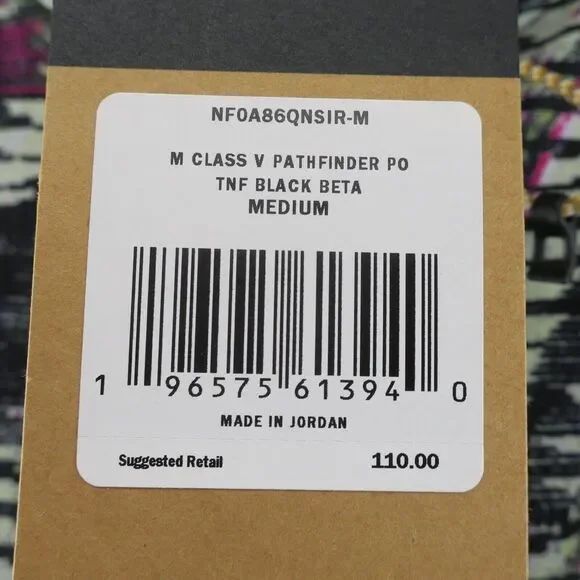 NF0A86QNSIR-M
M CLASS V PATHFINDER PO
TNF BLACK BETA
MEDIUM
1 96575 61394 0
MADE IN JORDAN
Suggested Retail 110.00